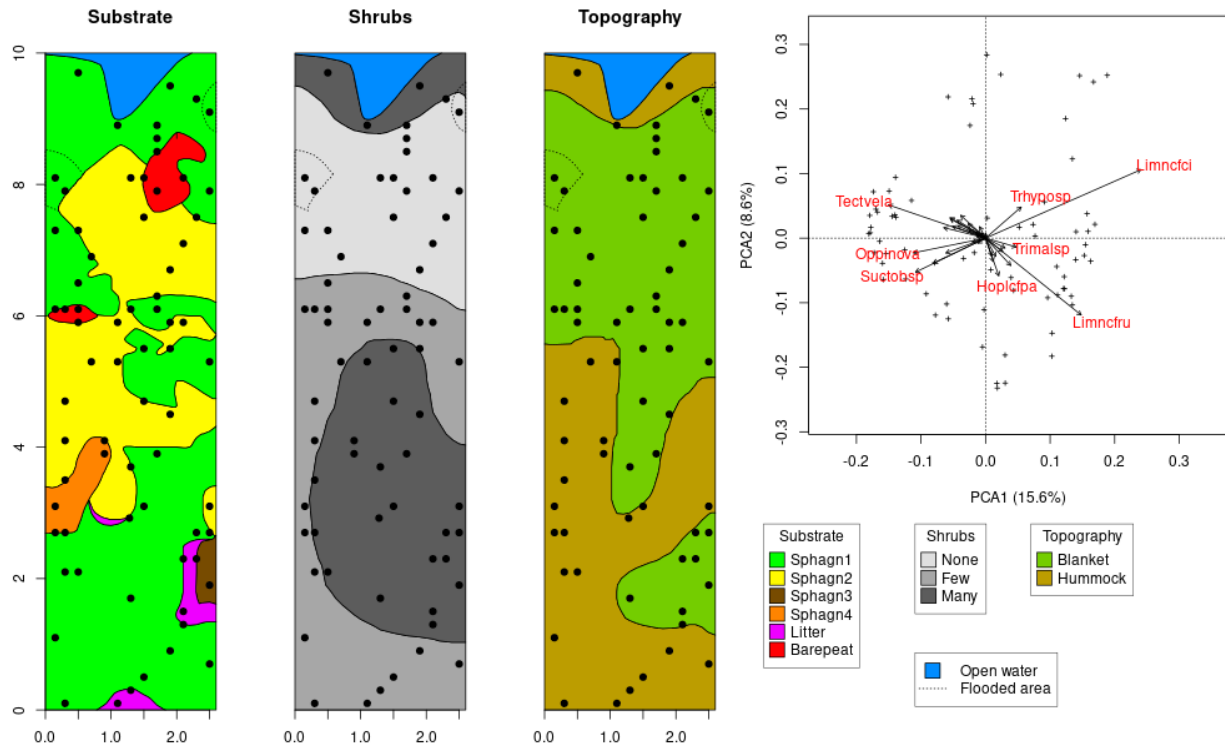 Substrate
Shrubs
Topography
10
8
6
4
2
0
0.0 1.0 2.0
0.0 1.0 2.0
0.0 1.0 2.0
PCA2 (8.6%)
0.3
0.2
0.1
0.0
-0.1
-0.2
-0.3
Limncfci
Trhyposp
Tectvela
Trimalsp
Oppinova
Suctobsp
Hoplcfpa
Limncfru
-0.2 -0.1 0.0 0.1 0.2 0.3
PCA1 (15.6%)
Substrate
Sphagn1
Sphagn2
Sphagn3
Sphagn4
Litter
Barepeat
Shrubs
None
Few
Many
Topography
Blanket
Hummock
Open water
Flooded area